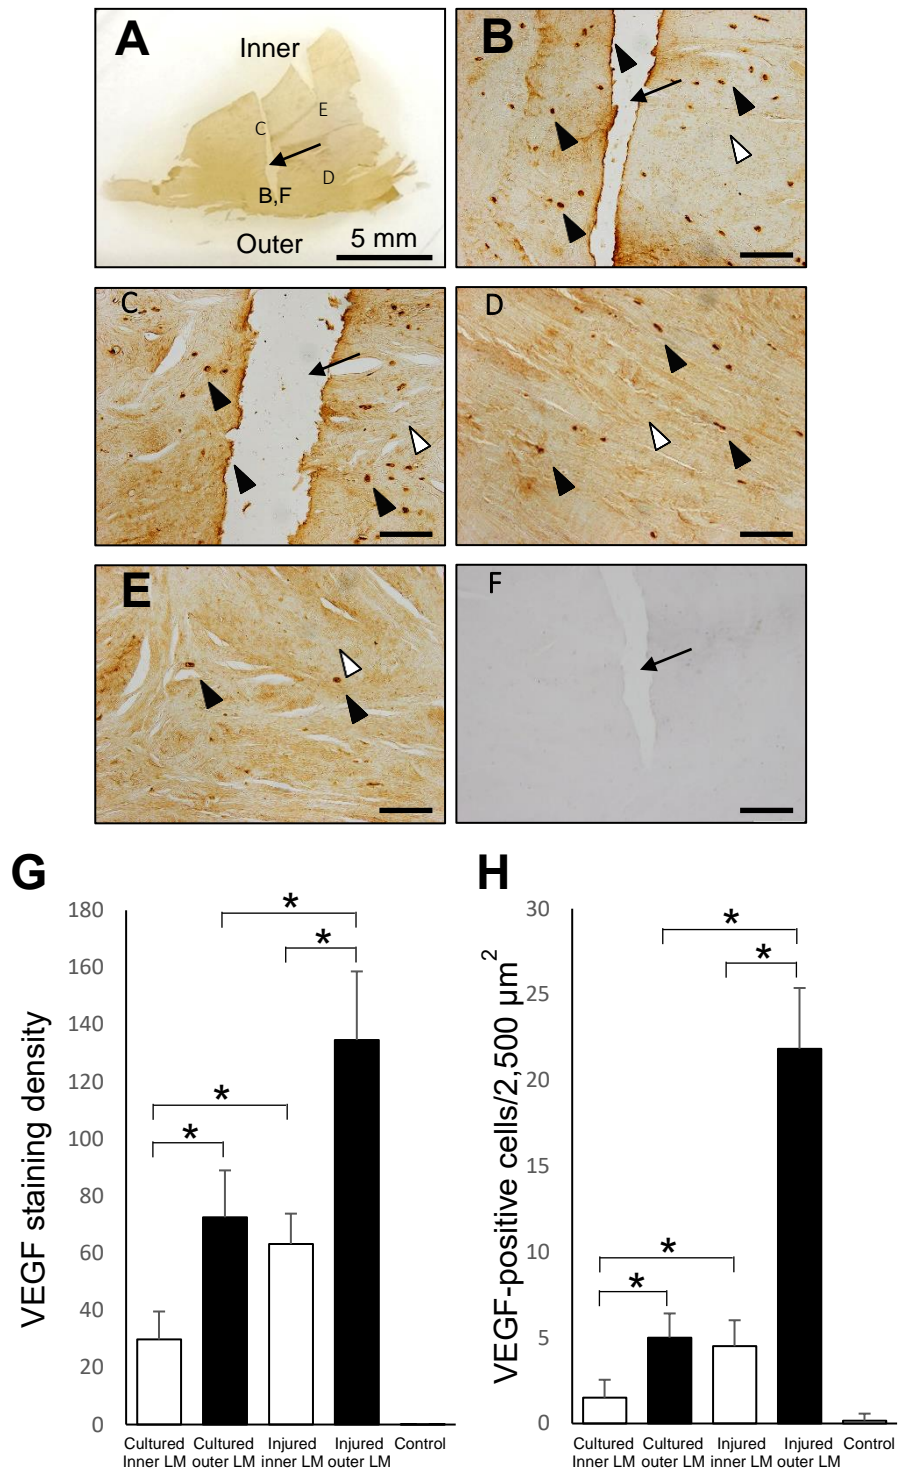 A
Inner
C
E
D
B,F
Outer
5 mm
B
C
D
E
F
G
VEGF staining density
180
160
140
120
100
80
60
40
20
0
*
*
*
*
Cultured Inner LM
Cultured outer LM
Injured inner LM
Injured outer LM
Control
H
VEGF-positive cells/2,500 µm²
30
25
20
15
10
5
0
*
*
*
*
Cultured Inner LM
Cultured outer LM
Injured inner LM
Injured outer LM
Control